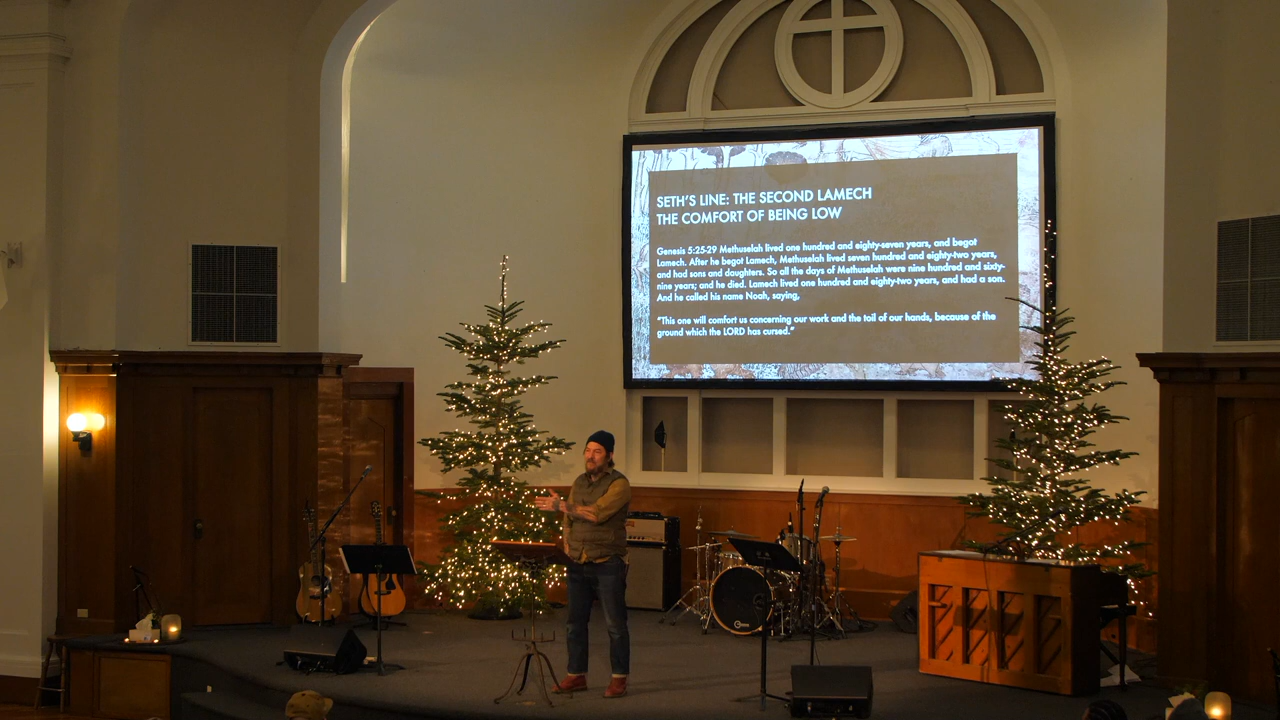 SETH'S LINE: THE SECOND LAMECH
THE COMFORT OF BEING LOW
Genesis 5:25-29 Methuselah lived one hundred and eighty-seven years, and begot
Lamech. After he begot Lamech, Methuselah lived seven hundred and eighty-two years,
and had sons and daughters. So all the days of Methuselah were nine hundred and sixty-
nine years; and he died. Lamech lived one hundred and eighty-two years, and had a son.
And he called his name Noah, saying,
"This one will comfort us concerning our work and the toil of our hands, because of the
ground which the LORD has cursed."